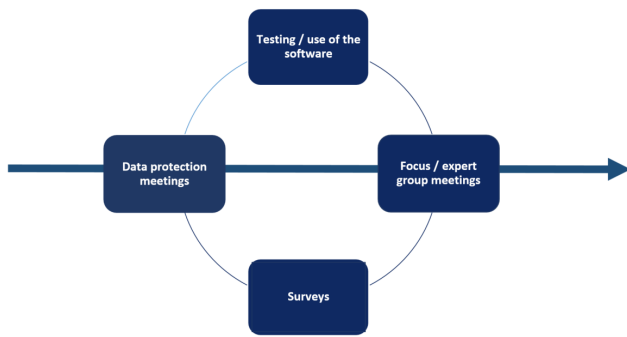 Testing / use of the
software
Data protection
meetings
Focus / expert
group meetings
Surveys